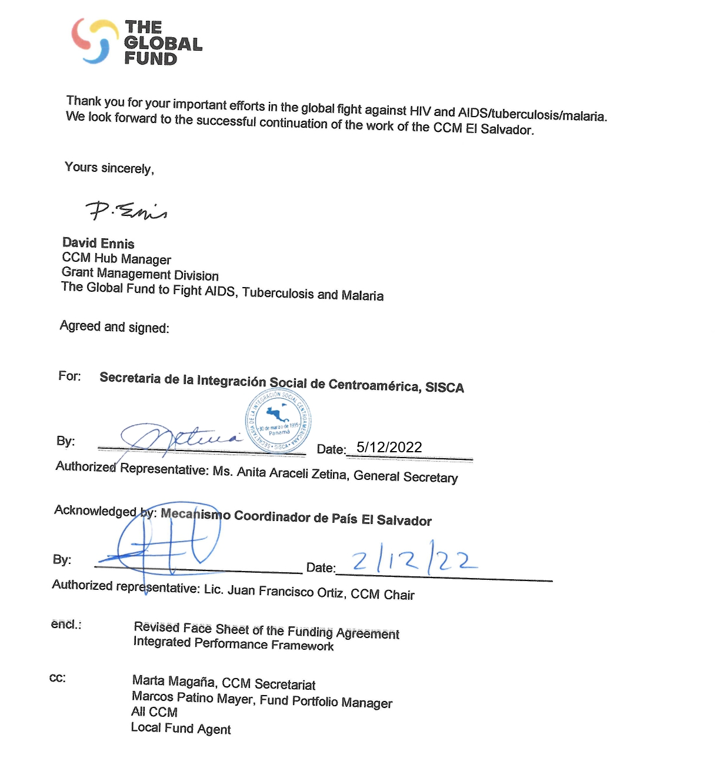 THE
GLOBAL
FUND
Thank you for your important efforts in the global fight against HIV and AIDS/tuberculosis/malaria.
We look forward to the successful continuation of the work of the CCM El Salvador.
Yours sincerely,
D. Ennis
David Ennis
CCM Hub Manager
Grant Management Division
The Global Fund to Fight AIDS, Tuberculosis and Malaria
Agreed and signed:
For: Secretaria de la Integración Social de Centroamérica, SISCA
By: Date: 5/12/2022
Authorized Representative: Ms. Anita Araceli Zetina, General Secretary
Acknowledged by: Mecanismo Coordinador de País El Salvador
By: Date: 2/12/22
Authorized representative: Lic. Juan Francisco Ortiz, CCM Chair
encl.: Revised Face Sheet of the Funding Agreement
Integrated Performance Framework
cc: Marta Magaña, CCM Secretariat
Marcos Patino Mayer, Fund Portfolio Manager
All CCM
Local Fund Agent